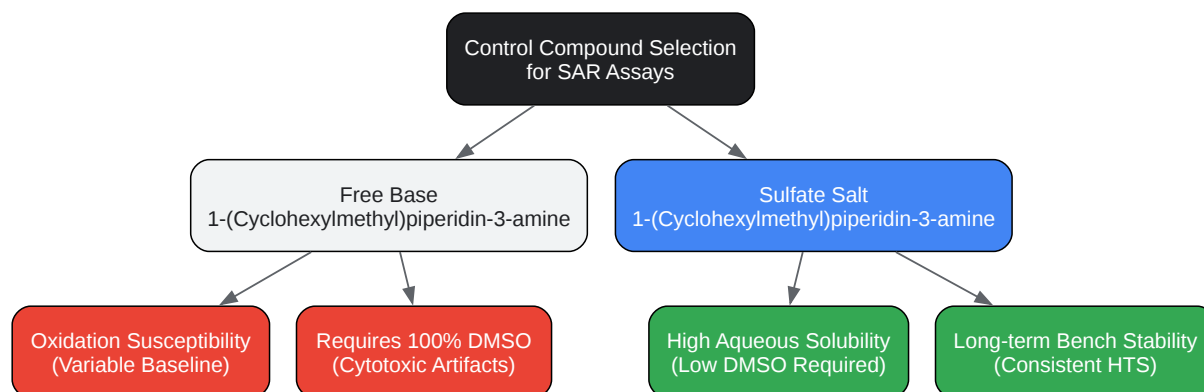 Control Compound Selection
for SAR Assays
Free Base
1-(Cyclohexylmethyl)piperidin-3-amine
Sulfate Salt
1-(Cyclohexylmethyl)piperidin-3-amine
Oxidation Susceptibility
(Variable Baseline)
Requires 100% DMSO
(Cytotoxic Artifacts)
High Aqueous Solubility
(Low DMSO Required)
Long-term Bench Stability
(Consistent HTS)